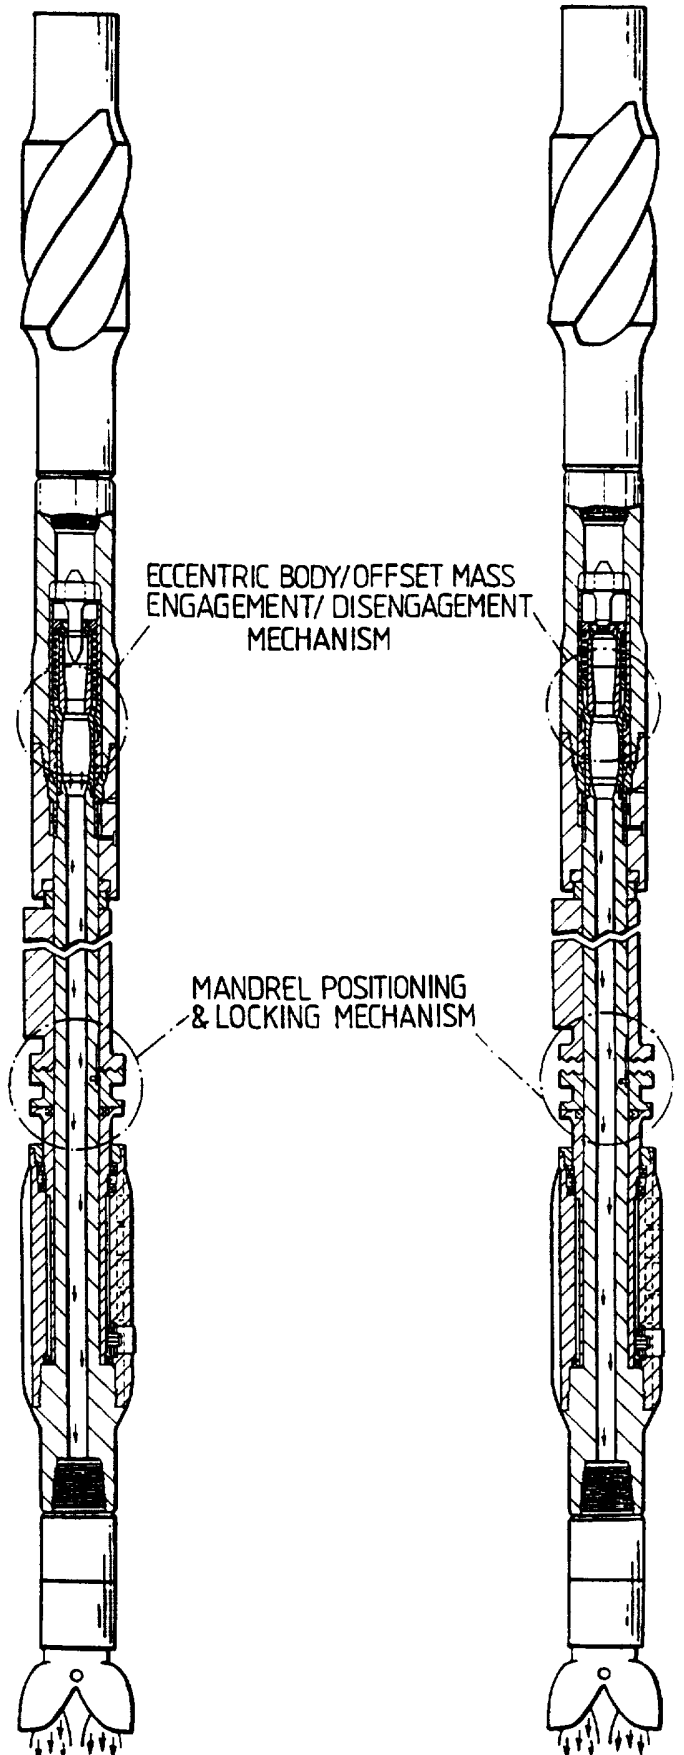 ECCENTRIC BODY/OFFSET MASS
ENGAGEMENT/ DISENGAGEMENT
MECHANISM
MANDREL POSITIONING
& LOCKING MECHANISM